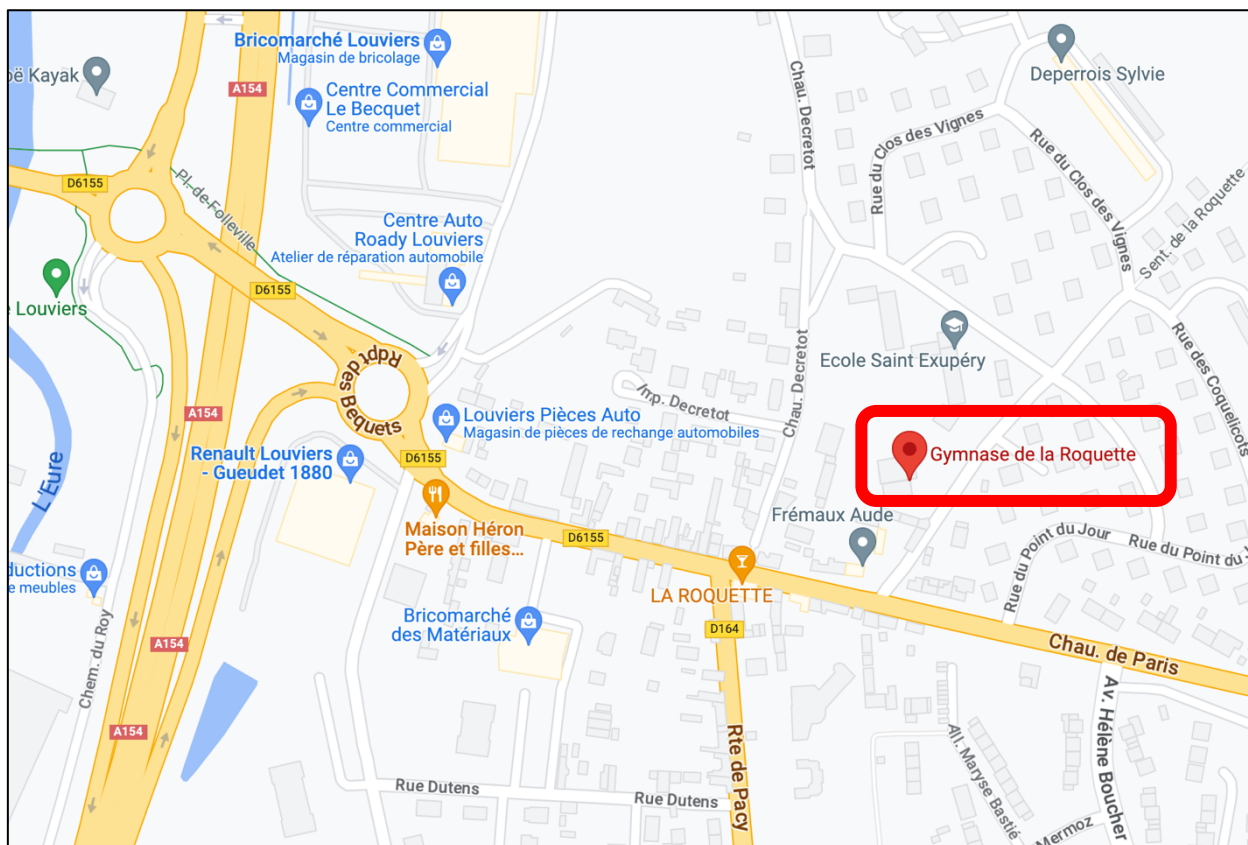 Bricomarché Louviers
Magasin de bricolage
Deperrois Sylvie
oë Kayak
A154
Centre Commercial
Le Becquet
Centre commercial
Chau. Decretot
Rue du Clos des Vignes
Rue du Clos des Vignes
D6155
Pl. de Folleville
Centre Auto
Roady Louviers
Atelier de réparation automobile
Sent. de la Roquette
D6155
e Louviers
Rdpt des Bequets
Chau. Decretot
Ecole Saint Exupéry
Rue des Coquelicots
Imp. Decretot
A154
Louviers Pièces Auto
Magasin de pièces de rechange automobiles
Renault Louviers
- Gueudet 1880
D6155
Gymnase de la Roquette
L'Eure
Maison Héron
Père et filles...
D6155
Frémaux Aude
Rue du Point du Jour
Rue du Point du J
ductions
e meubles
LA ROQUETTE
Chem. du Roy
A154
Bricomarché
des Matériaux
D164
Chau. de Paris
A154
Rte de Pacy
All. Maryse Bastié
Av. Hélène Boucher
Rue Dutens
Rue Dutens
Mermoz